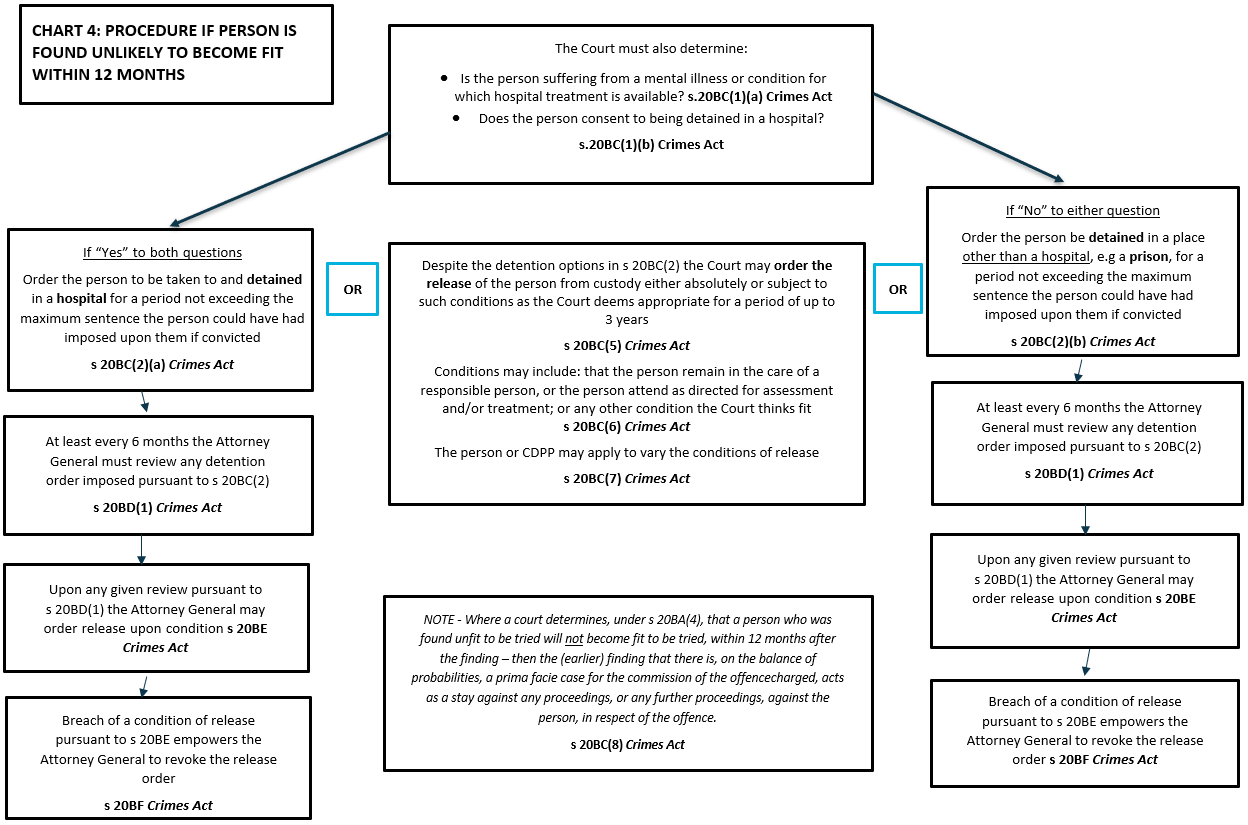 CHART 4: PROCEDURE IF PERSON IS
FOUND UNLIKELY TO BECOME FIT
WITHIN 12 MONTHS
The Court must also determine:
● Is the person suffering from a mental illness or condition for
which hospital treatment is available? s.20BC(1)(a) Crimes Act
● Does the person consent to being detained in a hospital?
s.20BC(1)(b) Crimes Act
If “Yes” to both questions
Order the person to be taken to and detained
in a hospital for a period not exceeding the
maximum sentence the person could have had
imposed upon them if convicted
s 20BC(2)(a) Crimes Act
OR
Despite the detention options in s 20BC(2) the Court may order the
release of the person from custody either absolutely or subject to
such conditions as the Court deems appropriate for a period of up to
3 years
s 20BC(5) Crimes Act
Conditions may include: that the person remain in the care of a
responsible person, or the person attend as directed for assessment
and/or treatment; or any other condition the Court thinks fit
s 20BC(6) Crimes Act
The person or CDPP may apply to vary the conditions of release
s 20BC(7) Crimes Act
OR
If “No” to either question
Order the person be detained in a place
other than a hospital, e.g a prison, for a
period not exceeding the maximum
sentence the person could have had
imposed upon them if convicted
s 20BC(2)(b) Crimes Act
At least every 6 months the Attorney
General must review any detention
order imposed pursuant to s 20BC(2)
s 20BD(1) Crimes Act
At least every 6 months the Attorney
General must review any detention
order imposed pursuant to s 20BC(2)
s 20BD(1) Crimes Act
Upon any given review pursuant to
s 20BD(1) the Attorney General may
order release upon condition s 20BE
Crimes Act
NOTE - Where a court determines, under s 20BA(4), that a person who was
found unfit to be tried will not become fit to be tried, within 12 months after
the finding – then the (earlier) finding that there is, on the balance of
probabilities, a prima facie case for the commission of the offencecharged, acts
as a stay against any proceedings, or any further proceedings, against the
person, in respect of the offence.
s 20BC(8) Crimes Act
Upon any given review pursuant to
s 20BD(1) the Attorney General may
order release upon condition s 20BE
Crimes Act
Breach of a condition of release
pursuant to s 20BE empowers the
Attorney General to revoke the release
order
s 20BF Crimes Act
Breach of a condition of release
pursuant to s 20BE empowers the
Attorney General to revoke the release
order s 20BF Crimes Act